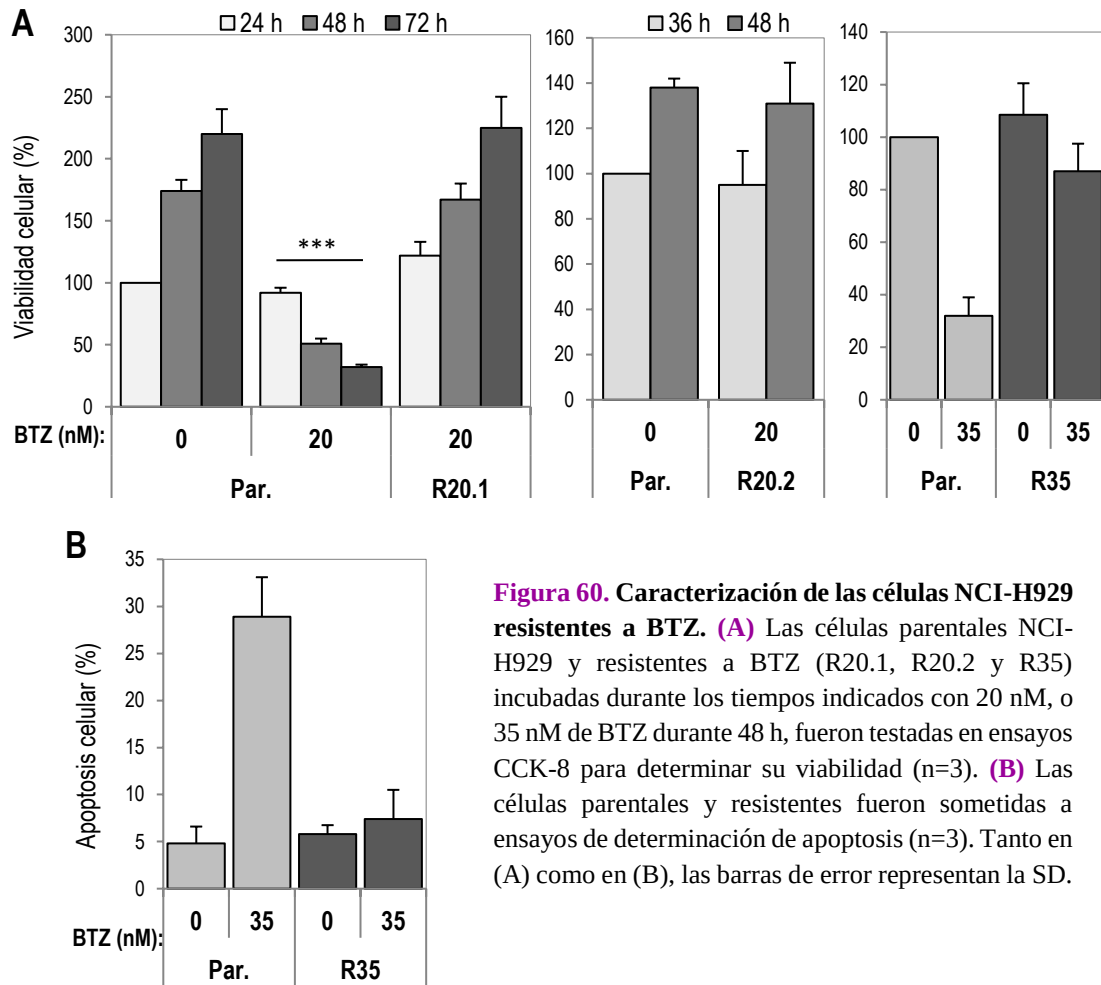 A
24 h 48 h 72 h
300
250
200
150
100
50
0
Viabilidad celular (%)
***
BTZ (nM): 0 20 20
Par. R20.1
36 h 48 h
160
140
120
100
80
60
40
20
0
0 20
Par. R20.2
140
120
100
80
60
40
20
0
0 35 0 35
Par. R35
B
35
30
25
20
15
10
5
0
Apoptosis celular (%)
BTZ (nM): 0 35 0 35
Par. R35
Figura 60. Caracterización de las células NCI-H929
resistentes a BTZ. (A) Las células parentales NCI-
H929 y resistentes a BTZ (R20.1, R20.2 y R35)
incubadas durante los tiempos indicados con 20 nM, o
35 nM de BTZ durante 48 h, fueron testadas en ensayos
CCK-8 para determinar su viabilidad (n=3). (B) Las
células parentales y resistentes fueron sometidas a
ensayos de determinación de apoptosis (n=3). Tanto en
(A) como en (B), las barras de error representan la SD.